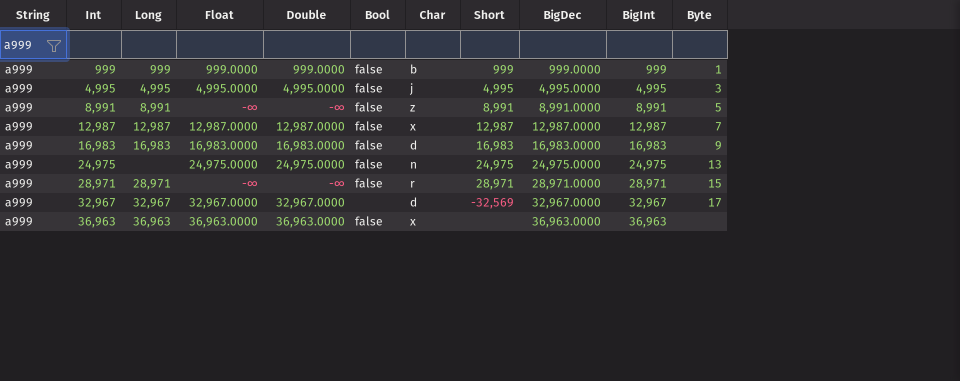 String Int Long Float Double Bool Char Short BigDec BigInt Byte
a999
a999 999 999 999.0000 999.0000 false b 999 999.0000 999 1
a999 4,995 4,995 4,995.0000 4,995.0000 false j 4,995 4,995.0000 4,995 3
a999 8,991 8,991 -∞ -∞ false z 8,991 8,991.0000 8,991 5
a999 12,987 12,987 12,987.0000 12,987.0000 false x 12,987 12,987.0000 12,987 7
a999 16,983 16,983 16,983.0000 16,983.0000 false d 16,983 16,983.0000 16,983 9
a999 24,975 24,975.0000 24,975.0000 false n 24,975 24,975.0000 24,975 13
a999 28,971 28,971 -∞ -∞ false r 28,971 28,971.0000 28,971 15
a999 32,967 32,967 32,967.0000 32,967.0000 d -32,569 32,967.0000 32,967 17
a999 36,963 36,963 36,963.0000 36,963.0000 false x 36,963.0000 36,963